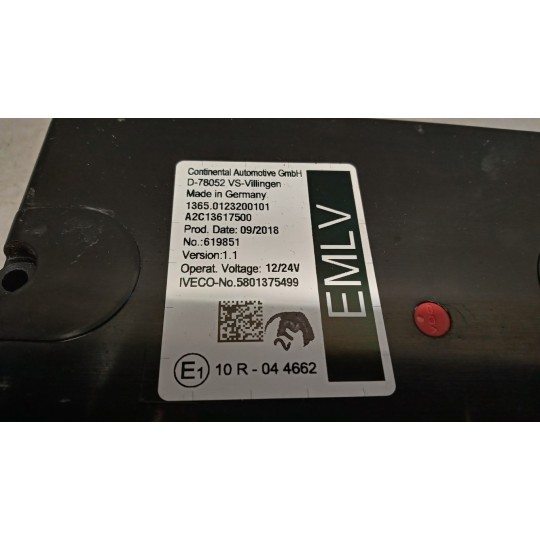 Continental Automotive GmbH
D-78052 VS-Villingen
Made in Germany
1365.0123200101
A2C13617500
Prod. Date: 09/2018
No.:619851
Version:1.1
Operat. Voltage: 12/24V
IVECO-No.5801375499
E1 10 R - 04 4662
EMLV